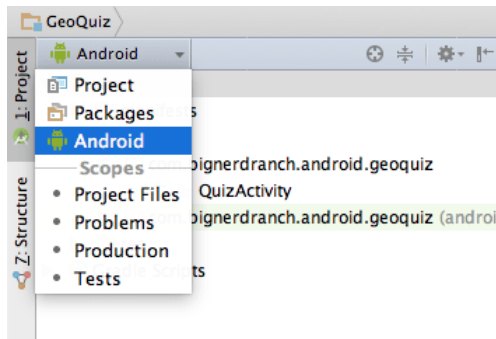 GeoQuiz
Android
1: Project
Z: Structure
Project
Packages
Android
Scopes
Project Files
Problems
Production
Tests
bignerdranch.android.geoquiz
QuizActivity
bignerdranch.android.geoquiz (androi